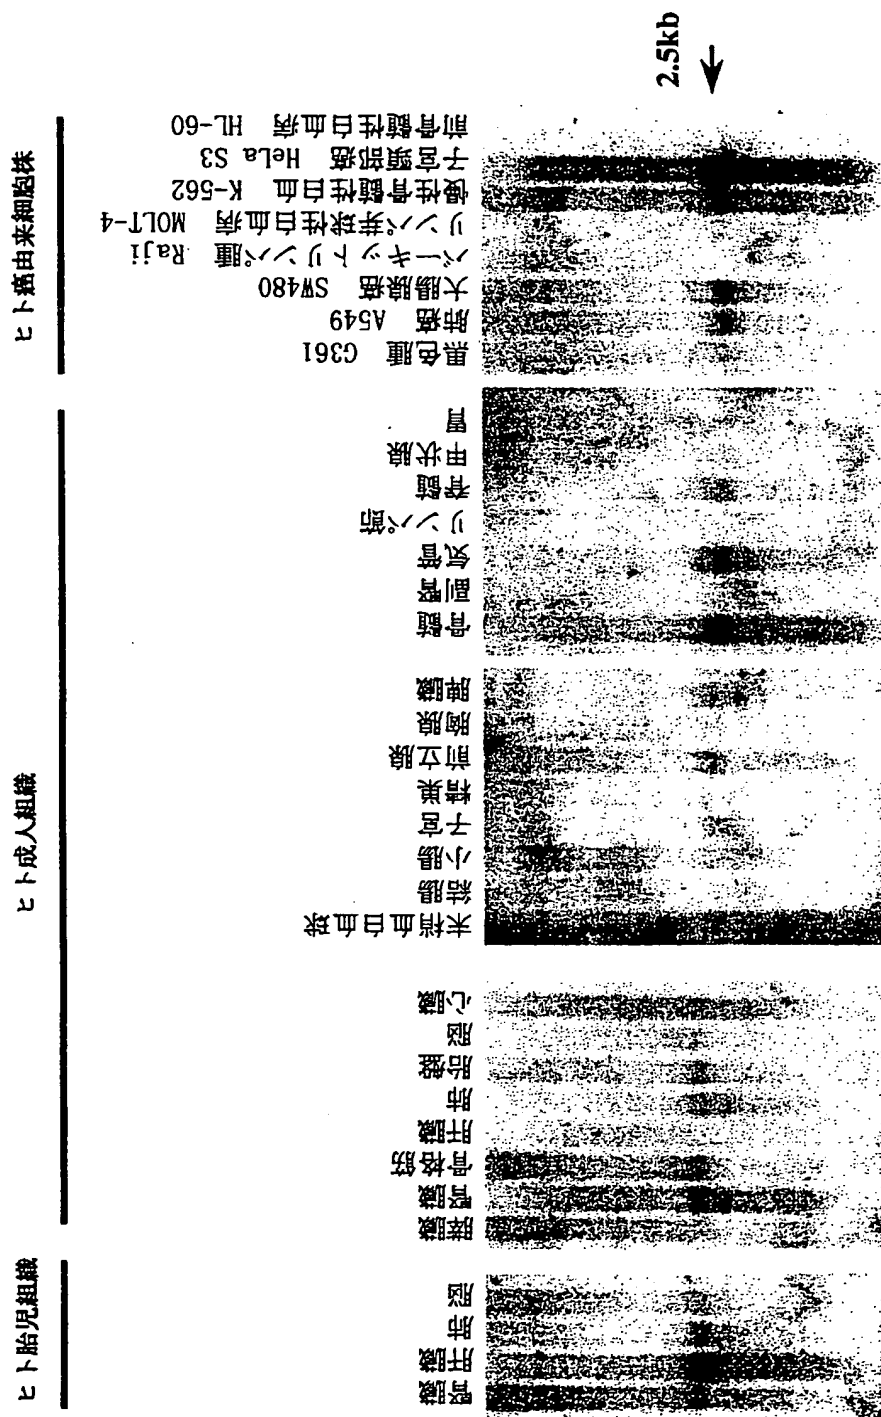 ヒト胎児組織
腎臓
肝臓
肺
脳
ヒト成人組織
膵臓
腎臓
骨格筋
肝臓
肺
胎盤
脳
心臓
末梢血白血球
結腸
小腸
子宮
精巣
前立腺
胸腺
脾臓
骨髄
副腎
気管
リンパ節
脊髄
甲状腺
胃
ヒト癌由来細胞株
黒色腫 G361
肺癌 A549
大腸腺癌 SW480
バーキットリンパ腫 Raji
リンパ芽球性白血病 MOLT-4
慢性骨髄性白血 K-562
子宮頸部癌 HeLa S3
前骨髄性白血病 HL-60
2.5kb